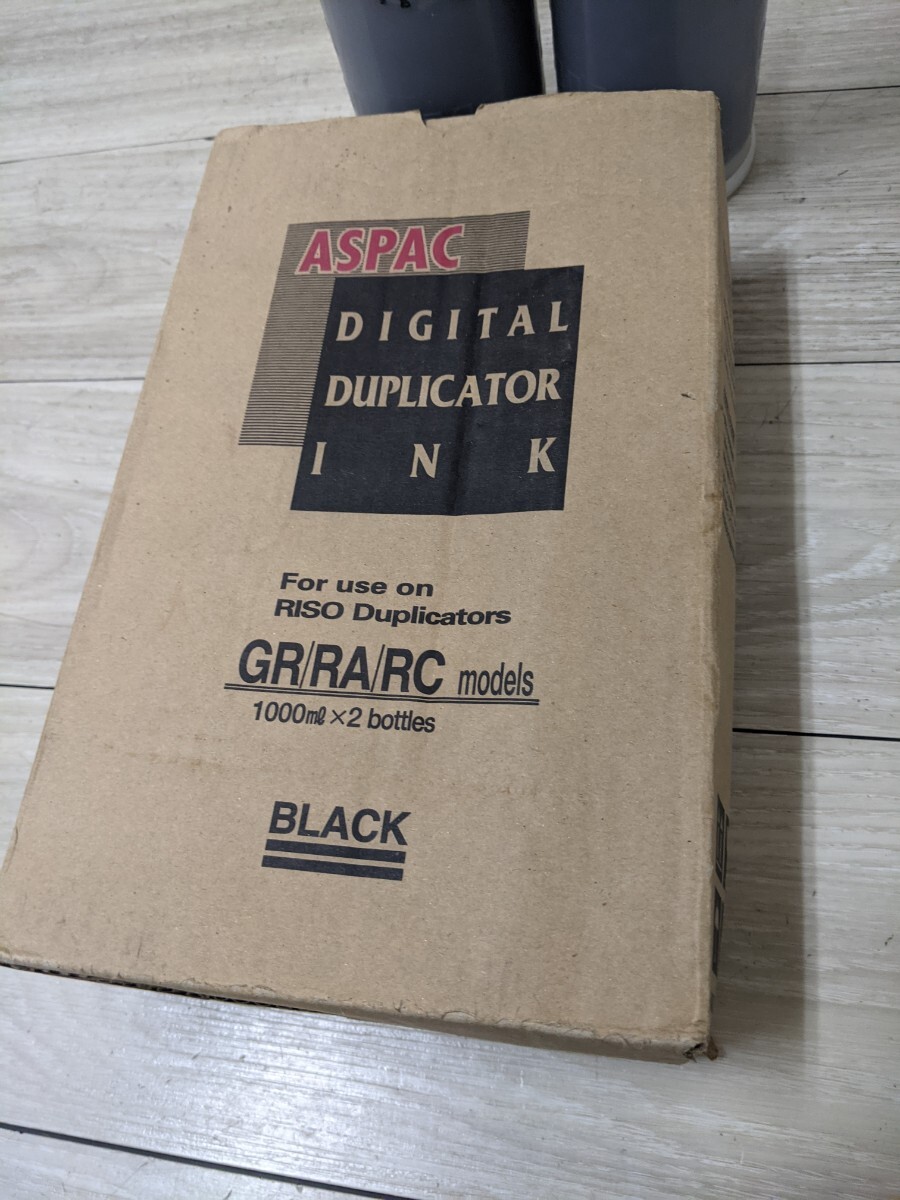 ASPAC
DIGITAL
DUPLICATOR
INK
For use on
RISO Duplicators
GR/RA/RC models
1000㎖×2 bottles
BLACK